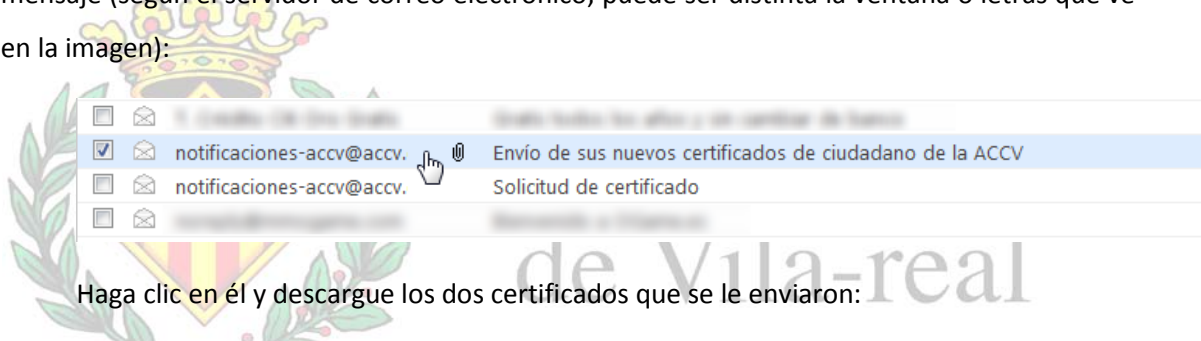 mensaje (según el servidor de correo electrónico, puede ser distinta la ventana o letras que ve
en la imagen):
notificaciones-accv@accv. Envío de sus nuevos certificados de ciudadano de la ACCV
notificaciones-accv@accv. Solicitud de certificado
de Vila-real
Haga clic en él y descargue los dos certificados que se le enviaron: